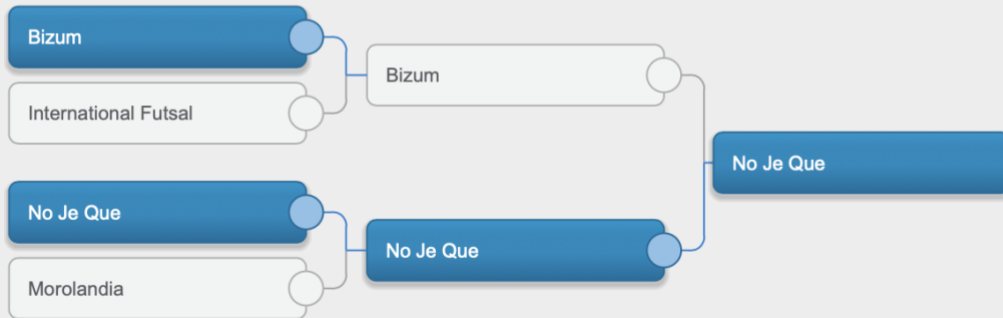 Bizum
International Futsal
No Je Que
Morolandia
Bizum
No Je Que
No Je Que